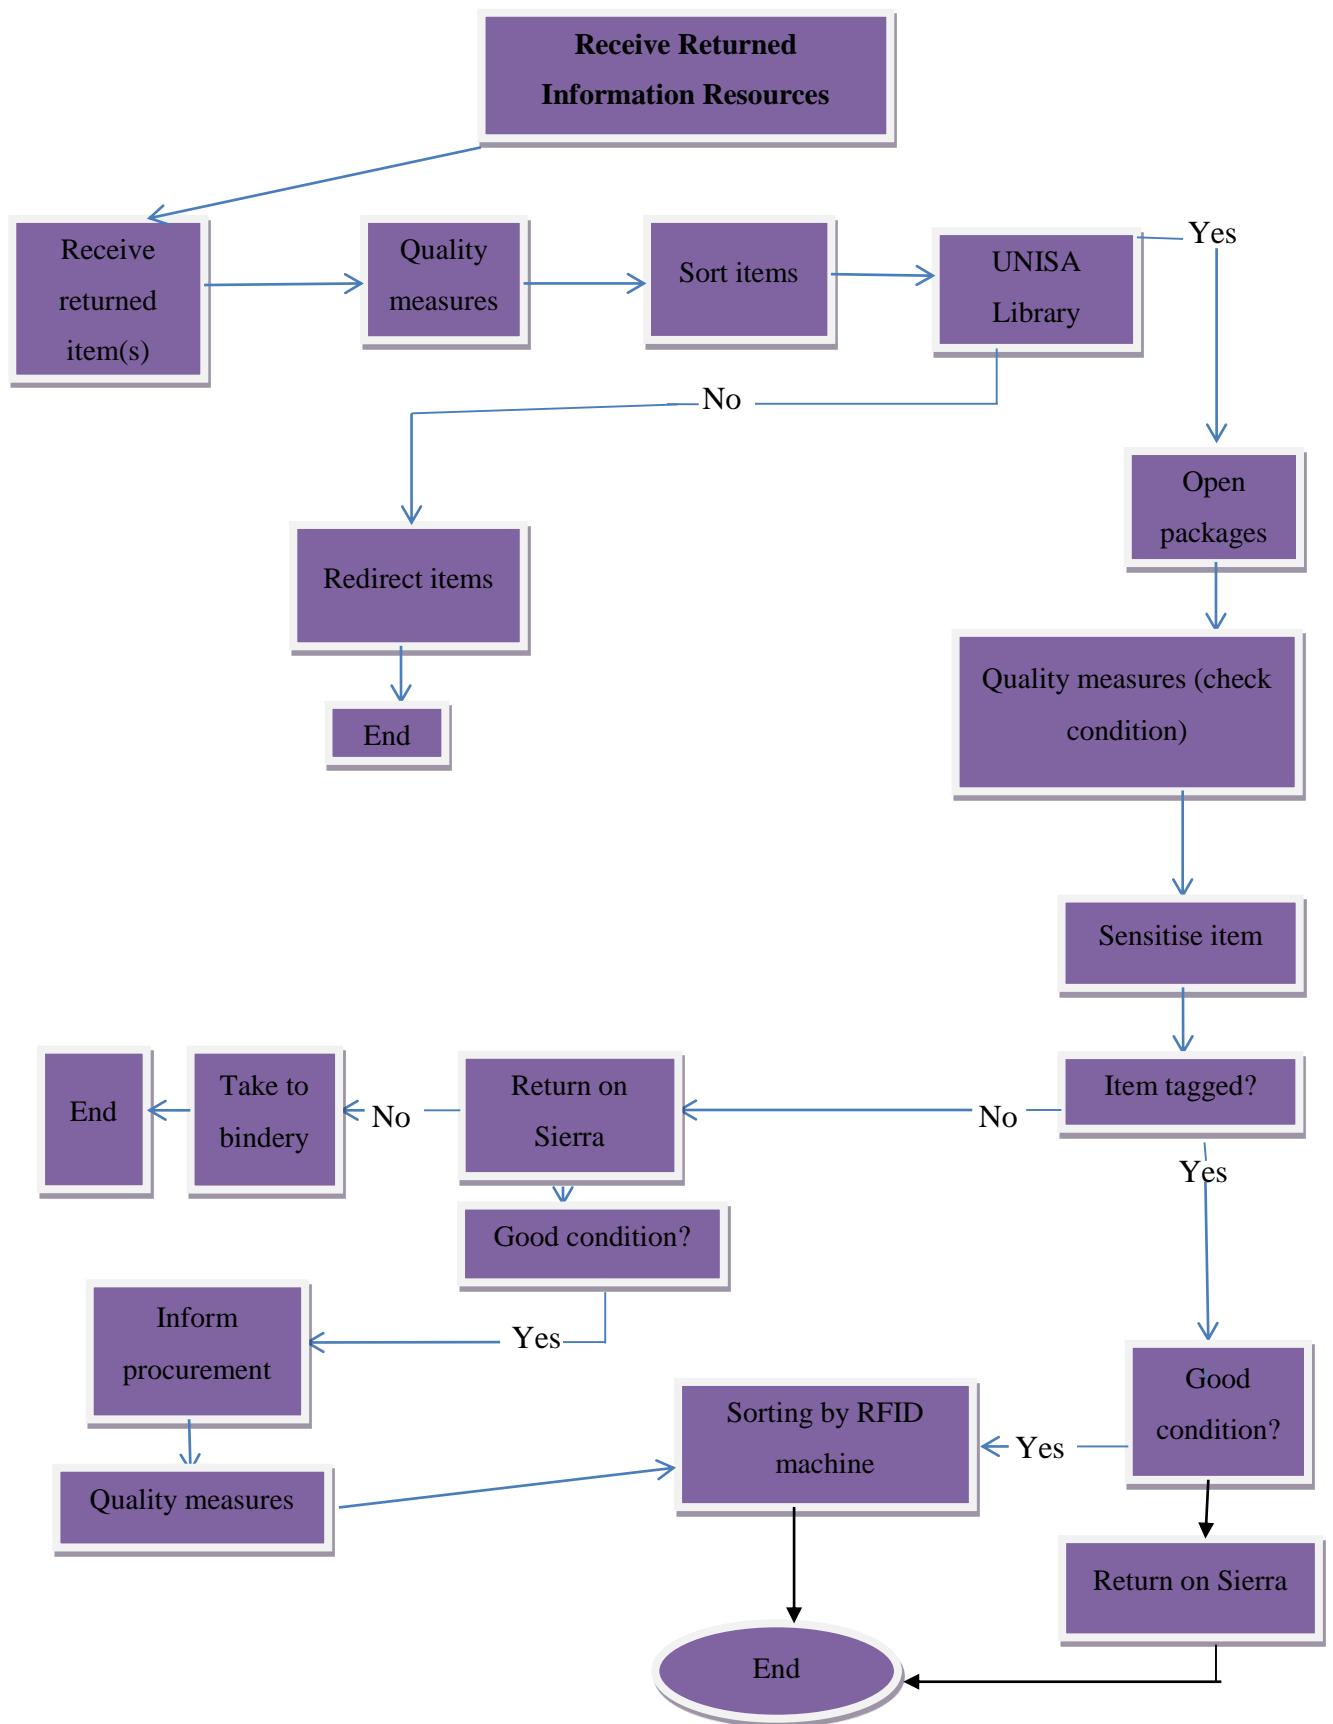 Receive Returned
Information Resources
Receive
returned
item(s)
Quality
measures
Sort items
UNISA
Library
Yes
No
Open
packages
Redirect items
End
Quality measures (check
condition)
Sensitise item
Item tagged?
No
Yes
Return on
Sierra
No
Take to
bindery
End
Good condition?
Yes
Inform
procurement
Quality measures
Good
condition?
Yes
Sorting by RFID
machine
Return on Sierra
End